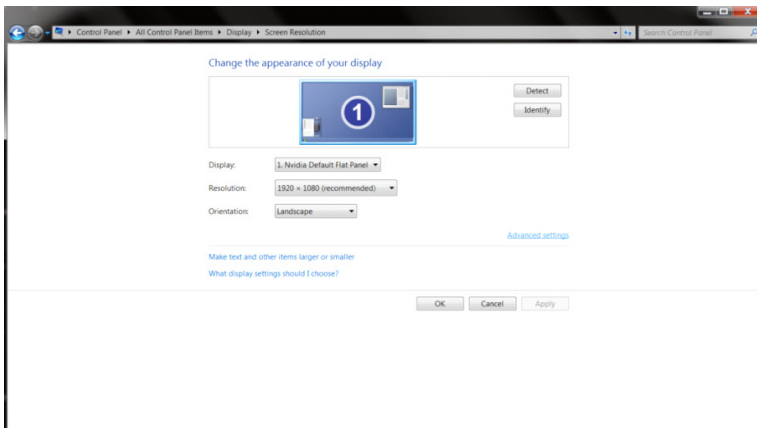 Control Panel ▸ All Control Panel Items ▸ Display ▸ Screen Resolution
Search Control Panel
Change the appearance of your display
1
Detect
Identify
Display:
1. Nvidia Default Flat Panel
Resolution:
1920 × 1080 (recommended)
Orientation:
Landscape
Advanced settings
Make text and other items larger or smaller
What display settings should I choose?
OK
Cancel
Apply